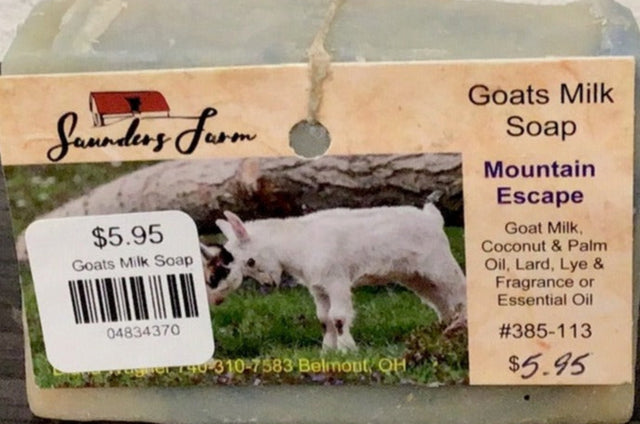 Saunders Farm
Goats Milk
Soap
Mountain
Escape
Goat Milk,
Coconut & Palm
Oil, Lard, Lye &
Fragrance or
Essential Oil
#385-113
$5.95
$5.95
Goats Milk Soap
04834370
740-310-7583 Belmont, OH